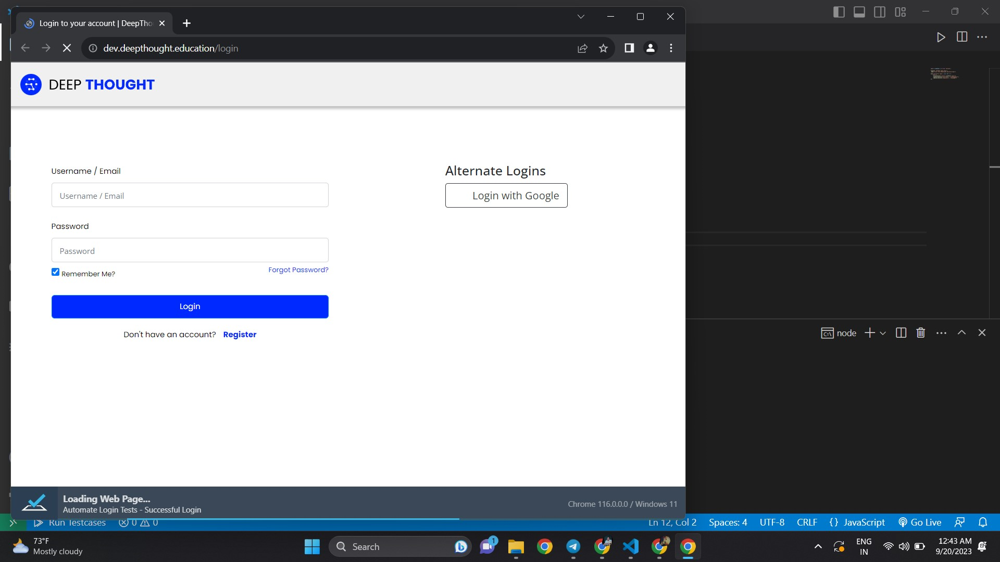 Login to your account | DeepTho
dev.deepthought.education/login
DEEP THOUGHT
Username / Email
Username / Email
Password
Password
Remember Me?
Forgot Password?
Login
Don't have an account? Register
Alternate Logins
Login with Google
Loading Web Page...
Automate Login Tests - Successful Login
Chrome 116.0.0.0 / Windows 11
node
Run Testcases
0 0
Ln 12, Col 2
Spaces: 4
UTF-8
CRLF
{ } JavaScript
Go Live
73°F
Mostly cloudy
Search
1
ENG
IN
12:43 AM
9/20/2023